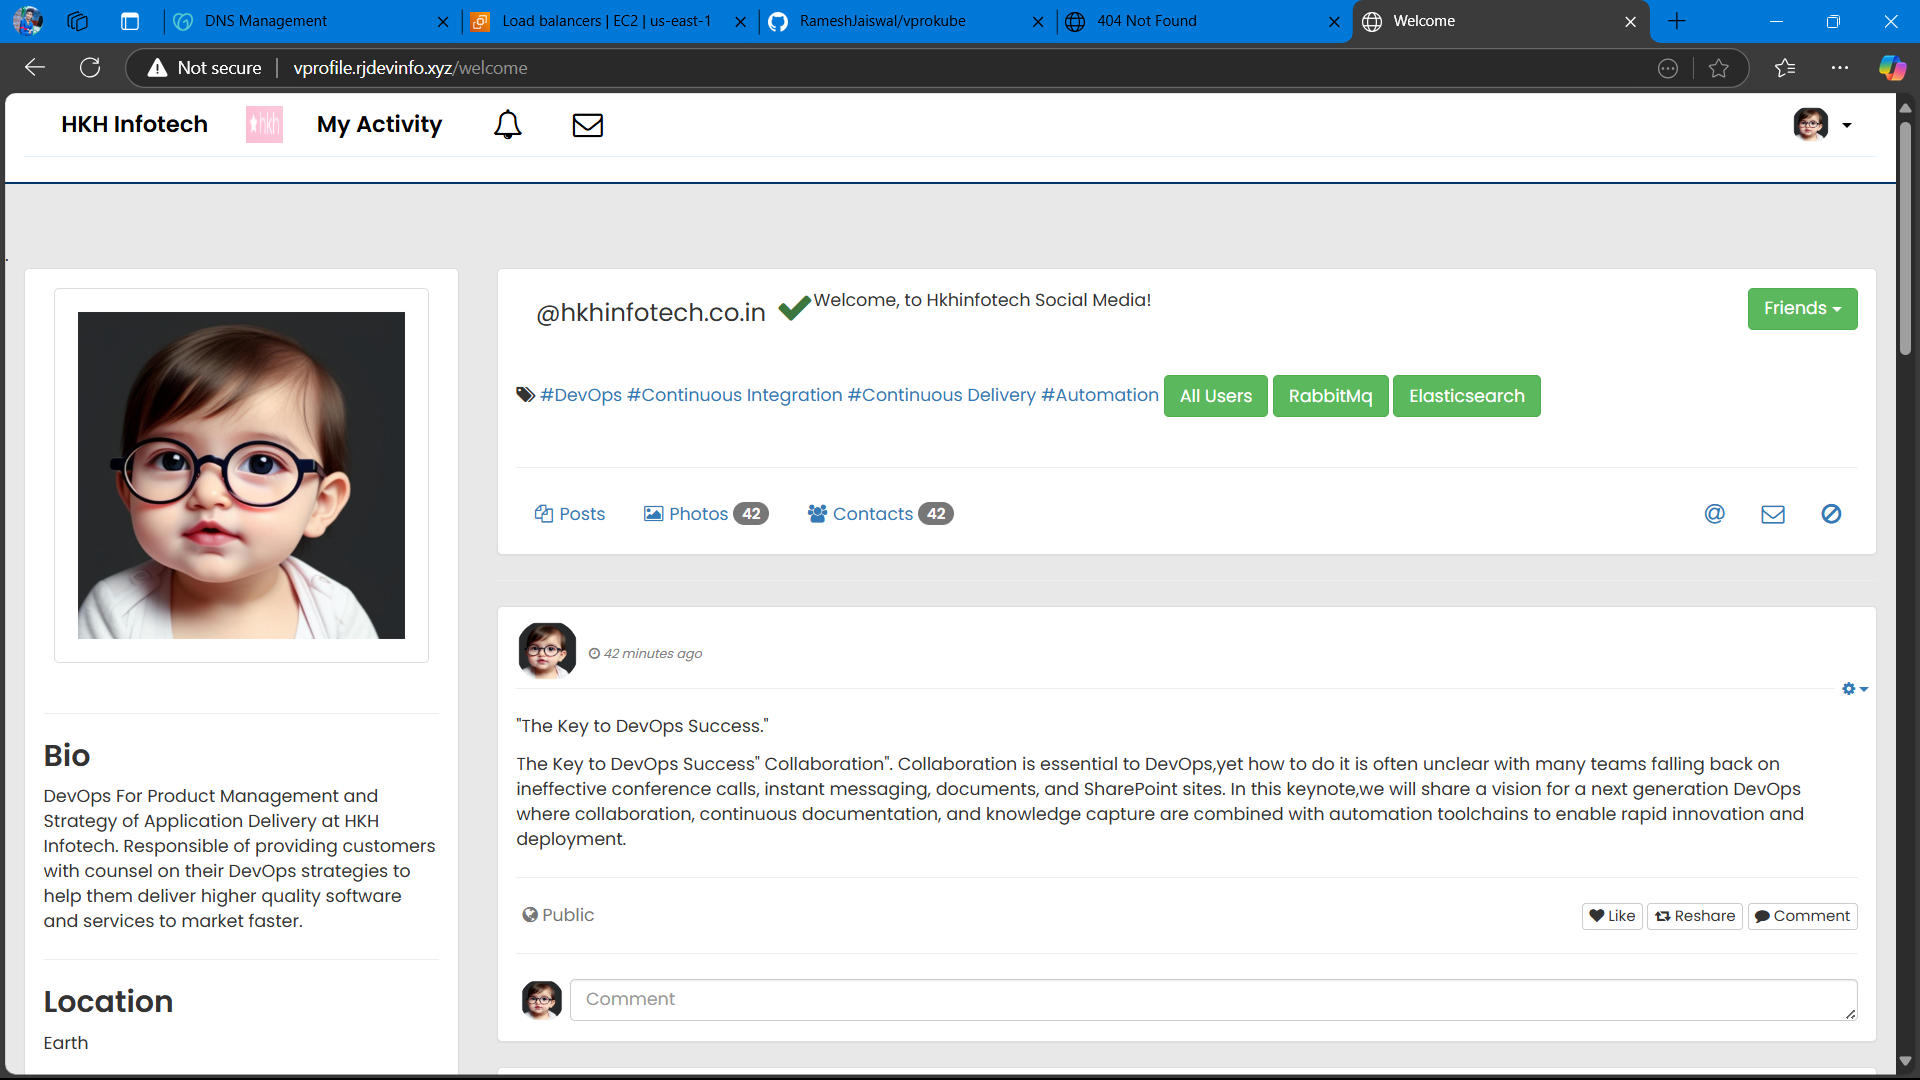 DNS Management
Load balancers | EC2 | us-east-1
RameshJaiswal/vprokube
404 Not Found
Welcome
Not secure
vprofile.rjdevinfo.xyz/welcome
HKH Infotech
hkh
My Activity
@hkhinfotech.co.in
Welcome, to Hkhinfotech Social Media!
Friends
#DevOps #Continuous Integration #Continuous Delivery #Automation
All Users
RabbitMq
Elasticsearch
Posts
Photos 42
Contacts 42
@
42 minutes ago
"The Key to DevOps Success."
The Key to DevOps Success" Collaboration". Collaboration is essential to DevOps,yet how to do it is often unclear with many teams falling back on
ineffective conference calls, instant messaging, documents, and SharePoint sites. In this keynote,we will share a vision for a next generation DevOps
where collaboration, continuous documentation, and knowledge capture are combined with automation toolchains to enable rapid innovation and
deployment.
Public
Like
Reshare
Comment
Comment
Bio
DevOps For Product Management and
Strategy of Application Delivery at HKH
Infotech. Responsible of providing customers
with counsel on their DevOps strategies to
help them deliver higher quality software
and services to market faster.
Location
Earth